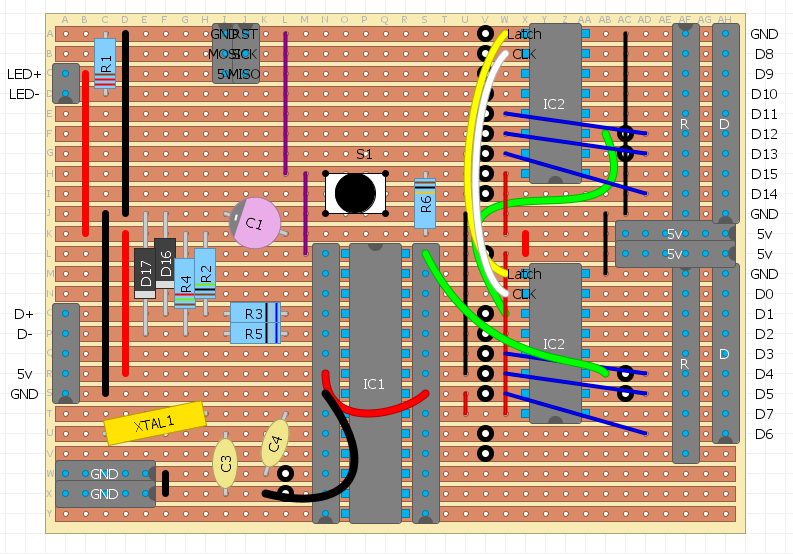 A B C D E F G H I J K L M N O P Q R S T U V W X Y Z AA AB AC AD AE AF AG AH
A GND RST Latch GND
B R1 MOSI SCK CLK D8
LED+ D9
5V MISO
LED- IC2 D10
E D11
F R D D12
G S1 D13
H D15
I R6 D14
J C1 GND
K 5v 5v
L 5v 5v
M D17 D16 R4 R2 Latch GND
N CLK D0
D+ R3 D1
D- R5 IC2 D2
R D D3
5v IC1 D4
GND D5
T XTAL1 D7
U C4 D6
V C3
W GND
X GND
Y